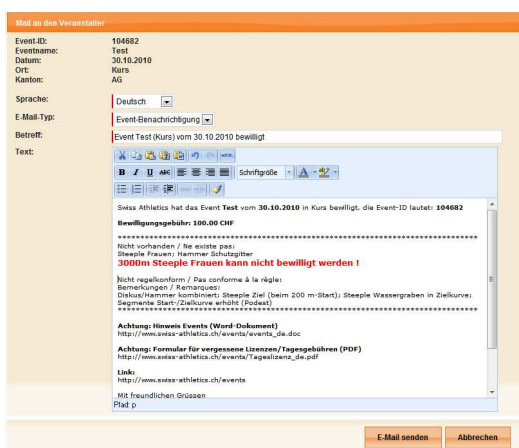 Mail an den Veranstalter
Event-ID: 104682
Eventname: Test
Datum: 30.10.2010
Ort: Kurs
Kanton: AG
Sprache: Deutsch
E-Mail-Typ: Event-Benachrichtigung
Betreff: Event Test (Kurs) vom 30.10.2010 bewilligt
Text:
HTML
B I U ABC Schriftgröße A ab
Swiss Athletics hat das Event Test vom 30.10.2010 in Kurs bewilligt, die Event-ID lautet: 104682
Bewilligungsgebühr: 100.00 CHF
********************************************************************************
Nicht vorhanden / Ne existe pas:
Steeple Frauen; Hammer Schutzgitter
3000m Steeple Frauen kann nicht bewilligt werden !
Nicht regelkonform / Pas conforme à la règle:
Bemerkungen / Remarques:
Diskus/Hammer kombiniert; Steeple Ziel (beim 200 m-Start); Steeple Wassergraben in Zielkurve;
Segmente Start-/Zielkurve erhöht (Podest)
********************************************************************************
Achtung: Hinweis Events (Word-Dokument)
http://www.swiss-athletics.ch/events/events_de.doc
Achtung: Formular für vergessene Lizenzen/Tagesgebühren (PDF)
http://www.swiss-athletics.ch/events/Tageslizenz_de.pdf
Link:
http://www.swiss-athletics.ch/events
Mit freundlichen Grüssen
Pfad: p
E-Mail senden Abbrechen